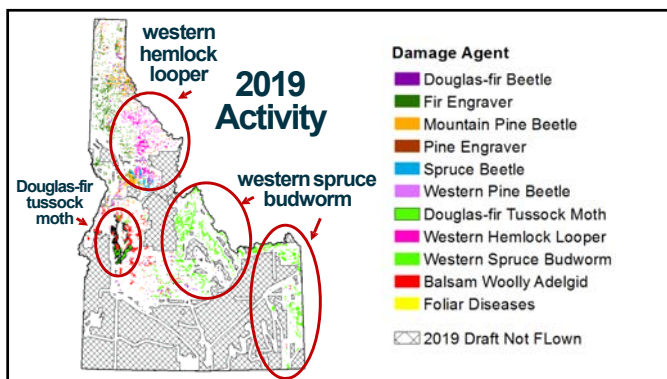 western
hemlock
looper
2019
Activity
Douglas-fir
tussock
moth
western spruce
budworm
Damage Agent
Douglas-fir Beetle
Fir Engraver
Mountain Pine Beetle
Pine Engraver
Spruce Beetle
Western Pine Beetle
Douglas-fir Tussock Moth
Western Hemlock Looper
Western Spruce Budworm
Balsam Woolly Adelgid
Foliar Diseases
2019 Draft Not FLown